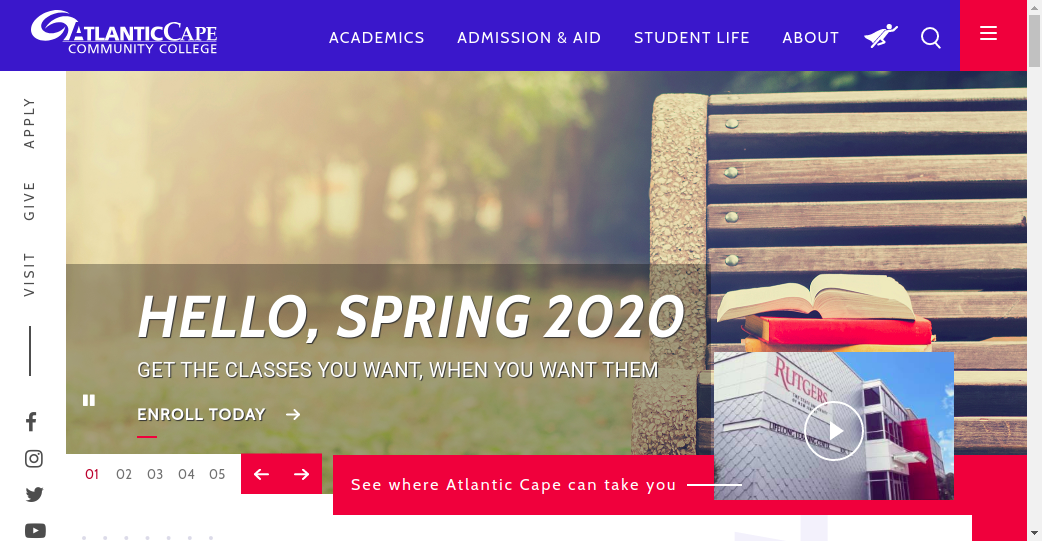 ATLANTICCAPE
COMMUNITY COLLEGE
ACADEMICS
ADMISSION & AID
STUDENT LIFE
ABOUT
APPLY
GIVE
VISIT
HELLO, SPRING 2020
GET THE CLASSES YOU WANT, WHEN YOU WANT THEM
ENROLL TODAY
01 02 03 04 05
See where Atlantic Cape can take you
RUTGERS